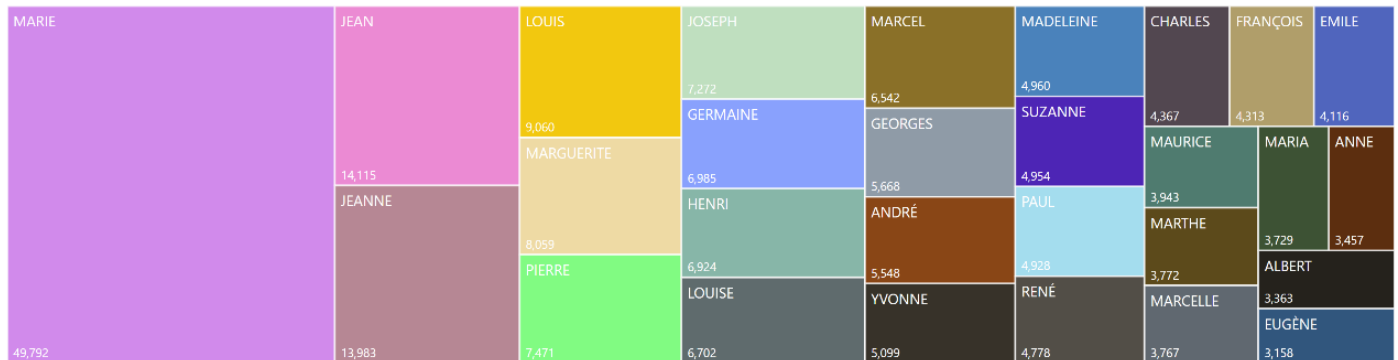 MARIE
49,792
JEAN
14,115
JEANNE
13,983
LOUIS
9,060
MARGUERITE
8,059
PIERRE
7,471
JOSEPH
7,272
GERMAINE
6,985
HENRI
6,924
LOUISE
6,702
MARCEL
6,542
GEORGES
5,668
ANDRÉ
5,548
YVONNE
5,099
MADELEINE
4,960
SUZANNE
4,954
PAUL
4,928
RENÉ
4,778
CHARLES
4,367
FRANÇOIS
4,313
EMILE
4,116
MAURICE
3,943
MARTHE
3,772
MARCELLE
3,767
MARIA
3,729
ANNE
3,457
ALBERT
3,363
EUGÈNE
3,158